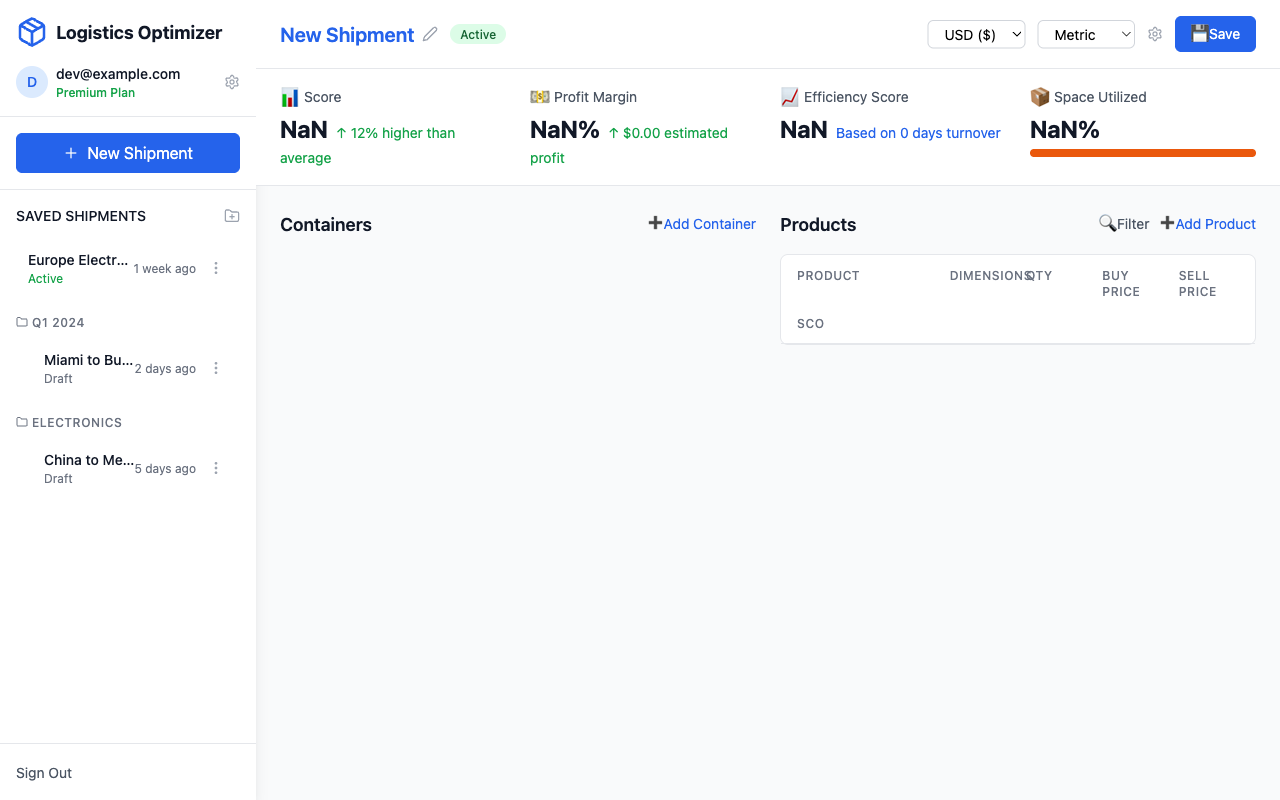 Logistics Optimizer
D
dev@example.com
Premium Plan
+ New Shipment
SAVED SHIPMENTS
Europe Electr...
1 week ago
Active
Q1 2024
Miami to Bu...
2 days ago
Draft
ELECTRONICS
China to Me...
5 days ago
Draft
Sign Out
New Shipment
Active
USD ($)
Metric
Save
Score
NaN ↑ 12% higher than
average
Profit Margin
NaN% ↑ $0.00 estimated
profit
Efficiency Score
NaN Based on 0 days turnover
Space Utilized
NaN%
Containers
➕Add Container
Products
Filter
➕Add Product
PRODUCT
DIMENSIONS
QTY
BUY
PRICE
SELL
PRICE
SCO